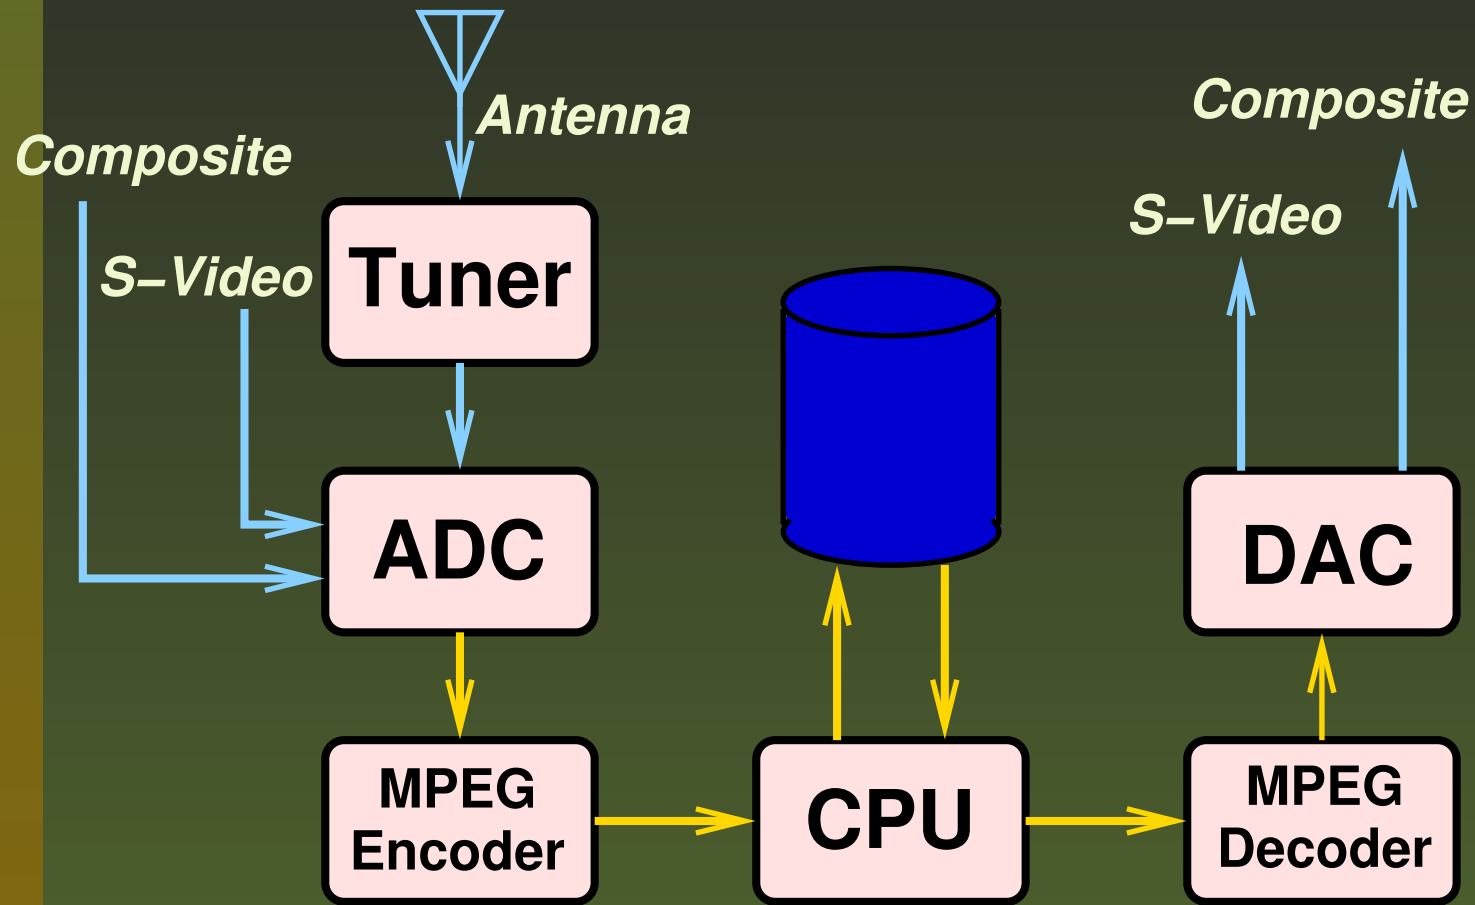 Antenna
Composite
Composite
S–Video
S–Video
Tuner
ADC
DAC
MPEG
Encoder
CPU
MPEG
Decoder